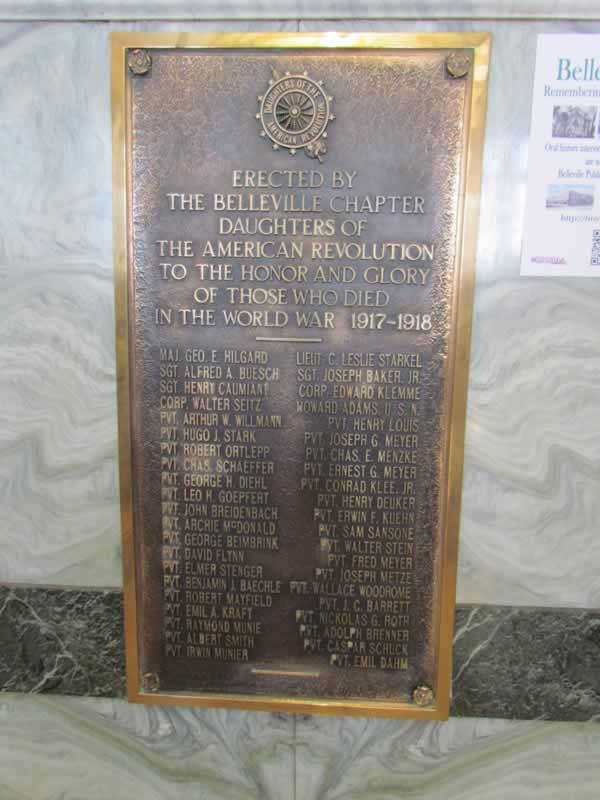 DAUGHTERS OF THE
AMERICAN REVOLUTION
ERECTED BY
THE BELLEVILLE CHAPTER
DAUGHTERS OF
THE AMERICAN REVOLUTION
TO THE HONOR AND GLORY
OF THOSE WHO DIED
IN THE WORLD WAR 1917-1918
MAJ. GEO. E. HILGARD
SGT. ALFRED A. BUESCH
SGT. HENRY CAUMIANT
CORP. WALTER SEITZ
PVT. ARTHUR W. WILLMANN
PVT. HUGO J. STARK
PVT. ROBERT ORTLEPP
PVT. CHAS. SCHAEFFER
PVT. GEORGE H. DIEHL
PVT. LEO H. GOEPFERT
PVT. JOHN BREIDENBACH
PVT. ARCHIE McDONALD
PVT. GEORGE BEIMBRINK
PVT. DAVID FLYNN
PVT. ELMER STENGER
PVT. BENJAMIN J. BAECHLE
PVT. ROBERT MAYFIELD
PVT. EMIL A. KRAFT
PVT. RAYMOND MUNIE
PVT. ALBERT SMITH
PVT. IRWIN MUNIER
LIEUT. C. LESLIE STARKEL
SGT. JOSEPH BAKER, JR.
CORP. EDWARD KLEMME
HOWARD ADAMS, U.S.N.
PVT. HENRY LOUIS
PVT. JOSEPH G. MEYER
PVT. CHAS. E. MENZKE
PVT. ERNEST G. MEYER
PVT. CONRAD KLEE, JR.
PVT. HENRY DEUKER
PVT. ERWIN F. KUEHN
PVT. SAM SANSONE
PVT. WALTER STEIN
PVT. FRED MEYER
PVT. JOSEPH METZE
PVT. WALLACE WOODROME
PVT. J. C. BARRETT
PVT. NICKOLAS G. ROTH
PVT. ADOLPH BRENNER
PVT. CASPAR SCHUCK
PVT. EMIL DAHM
Belle
Remembering
Oral history
are
Belleville Publi